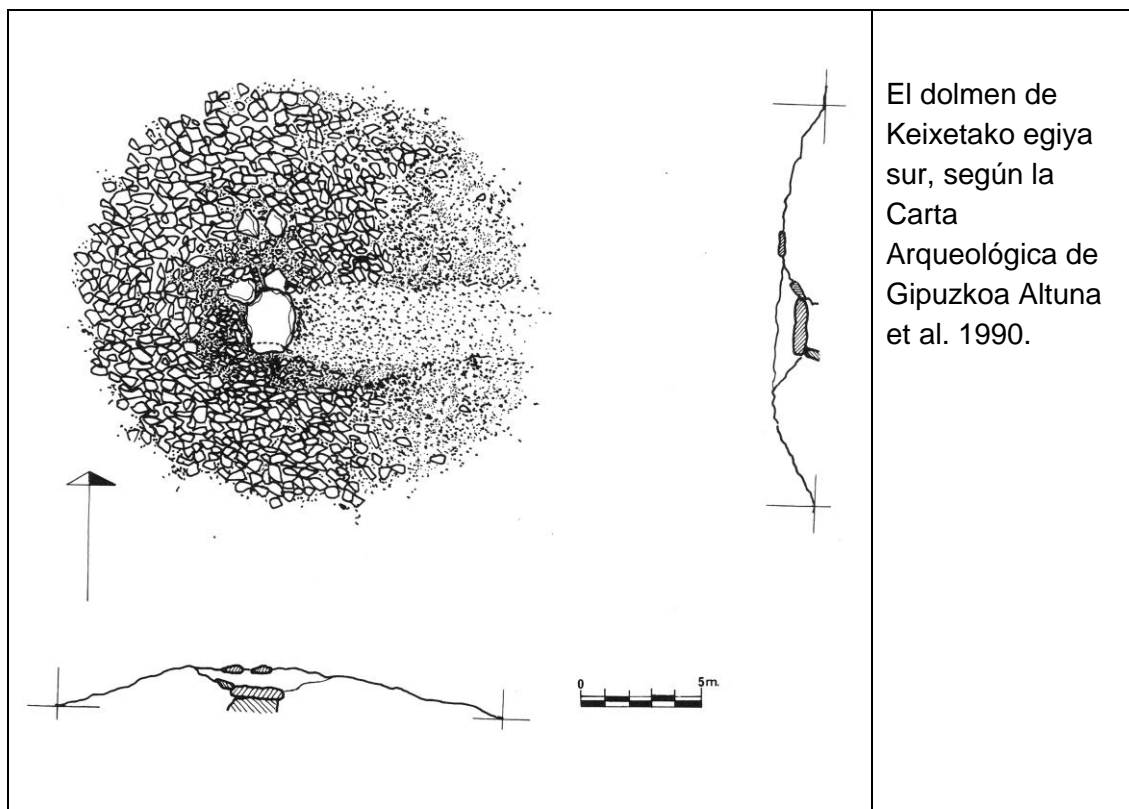 El dolmen de
Keixetako egiya
sur, según la
Carta
Arqueológica de
Gipuzkoa Altuna
et al. 1990.
0 5m.